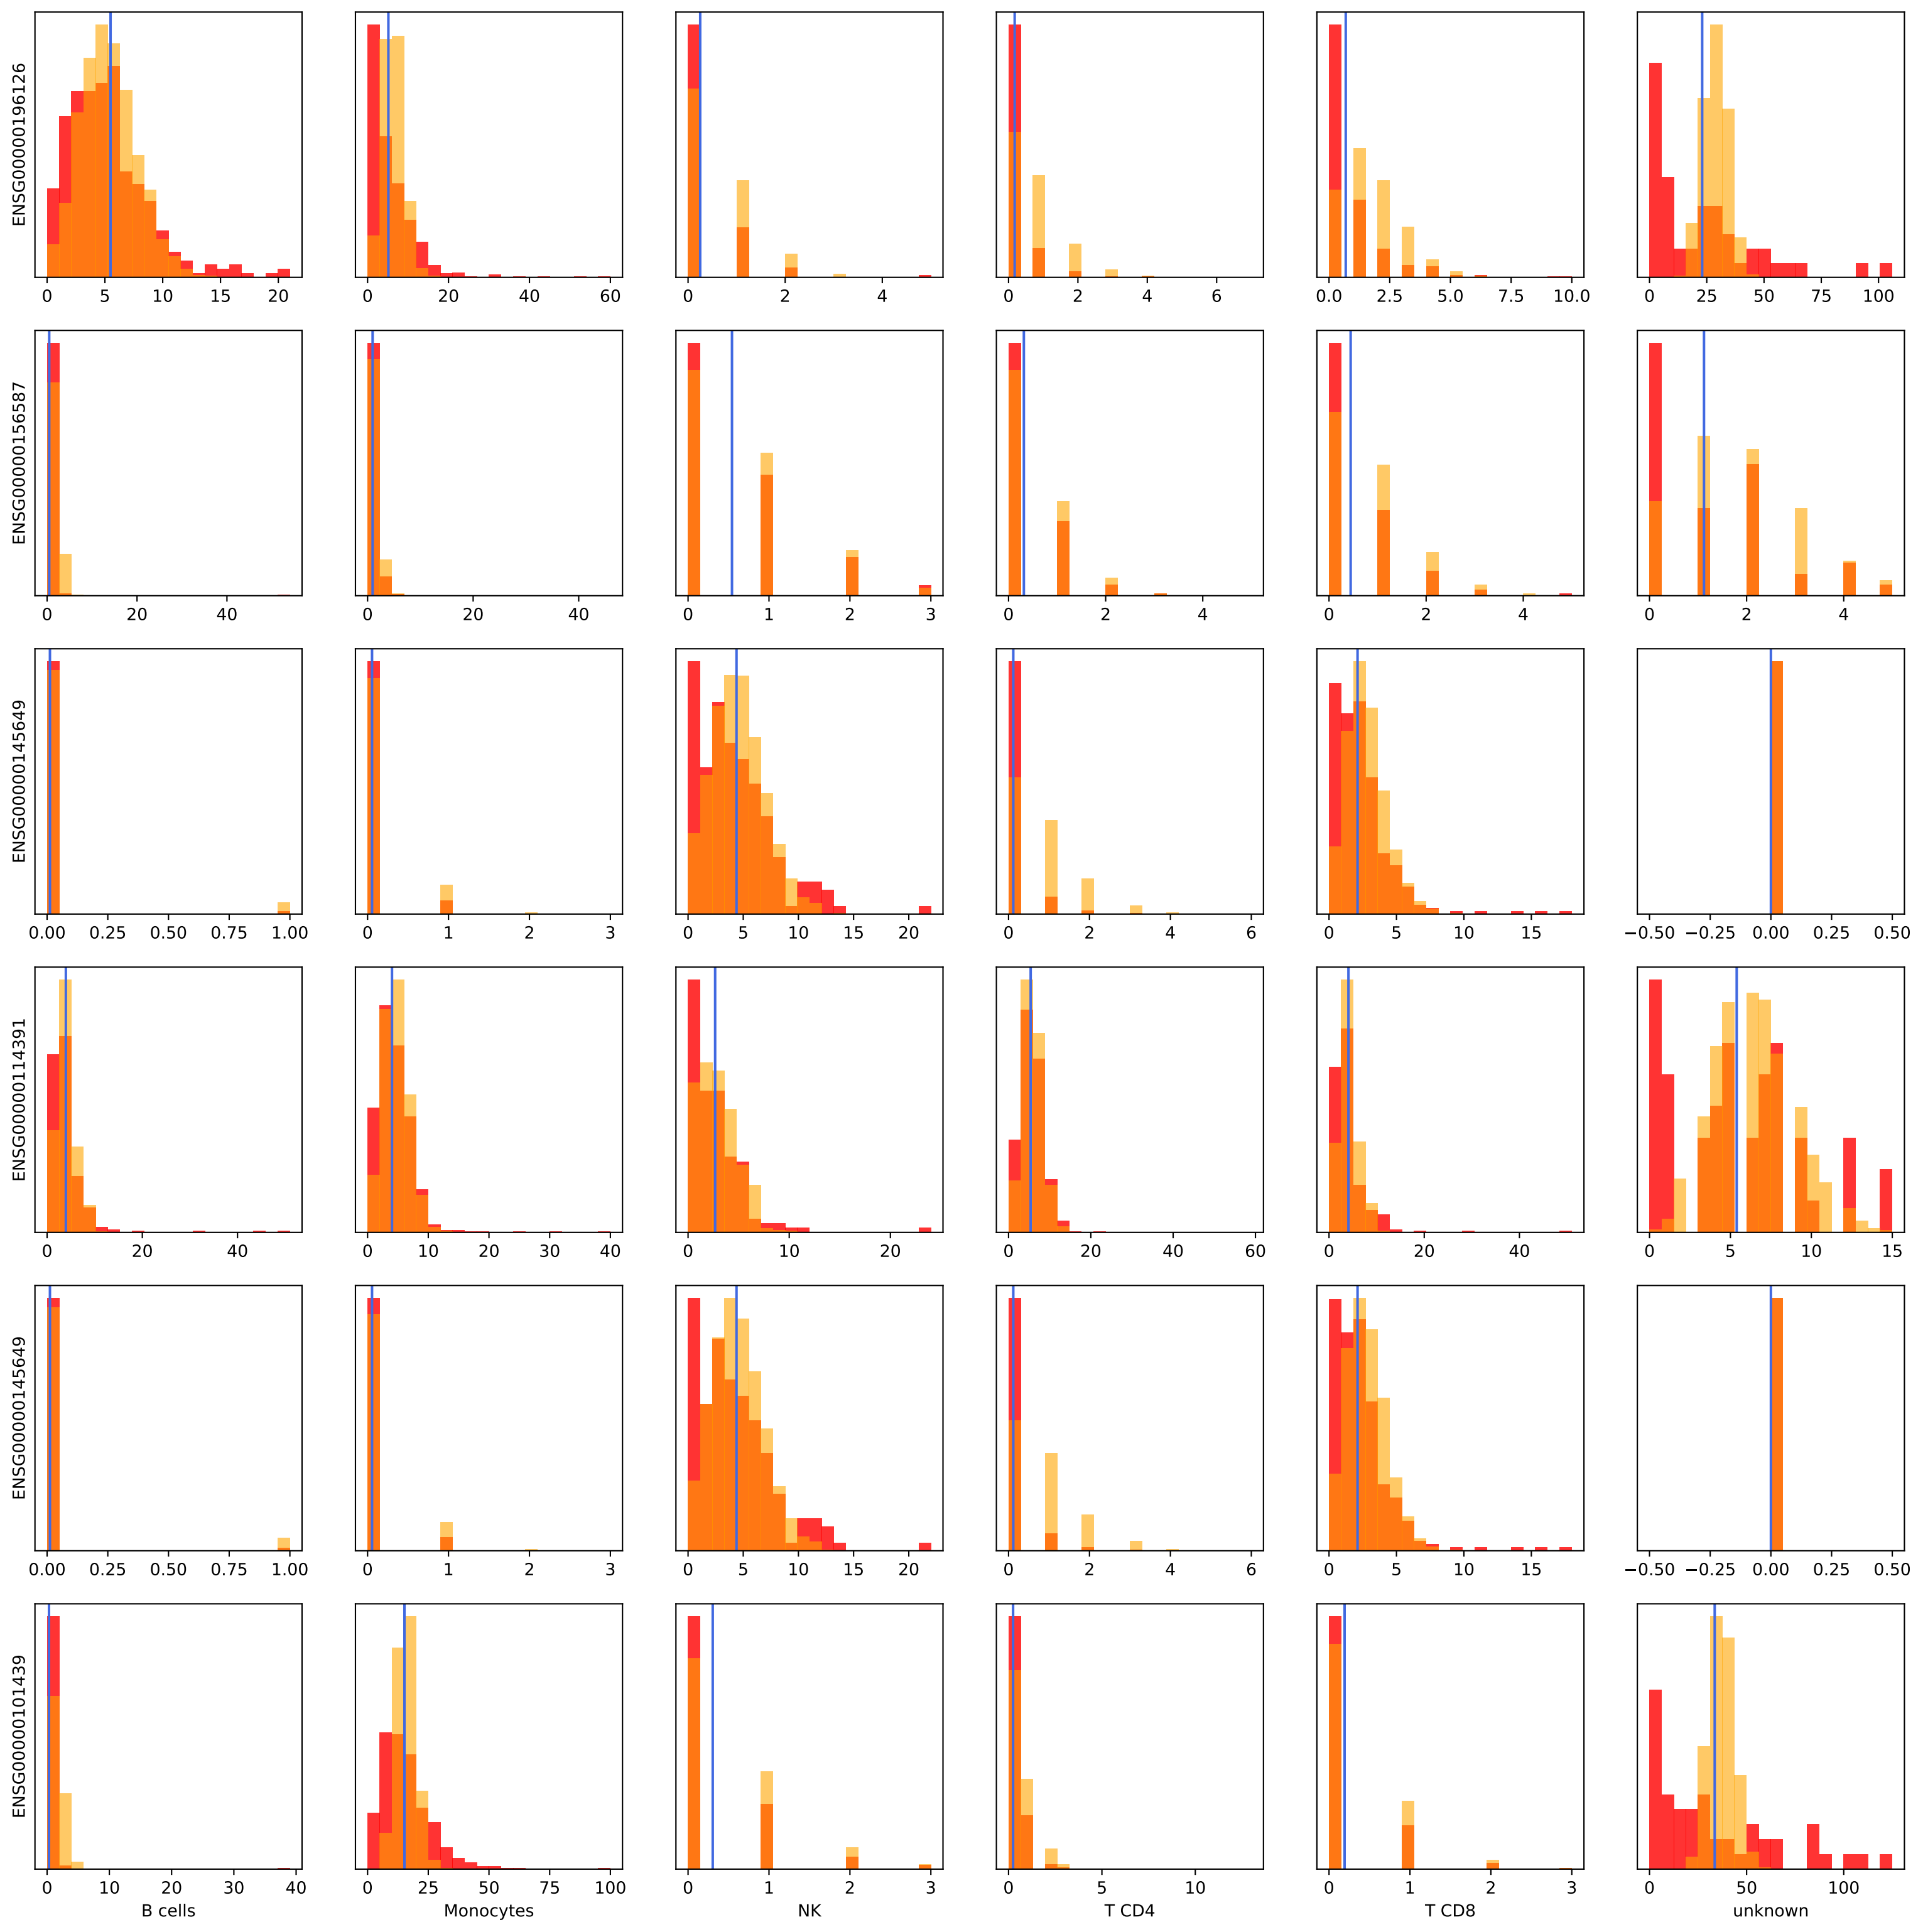 ENSG00000196126
0 5 10 15 20
0 20 40 60
0 2 4
0 2 4 6
0.0 2.5 5.0 7.5 10.0
0 25 50 75 100
ENSG00000156587
0 20 40
0 20 40
0 1 2 3
0 2 4
0 2 4
0 2 4
ENSG00000145649
0.00 0.25 0.50 0.75 1.00
0 1 2 3
0 5 10 15 20
0 2 4 6
0 5 10 15
−0.50 −0.25 0.00 0.25 0.50
ENSG00000114391
0 20 40
0 10 20 30 40
0 10 20
0 20 40 60
0 20 40
0 5 10 15
ENSG00000145649
0.00 0.25 0.50 0.75 1.00
0 1 2 3
0 5 10 15 20
0 2 4 6
0 5 10 15
−0.50 −0.25 0.00 0.25 0.50
ENSG00000101439
0 10 20 30 40
0 25 50 75 100
0 1 2 3
0 5 10
0 1 2 3
0 50 100
B cells
Monocytes
NK
T CD4
T CD8
unknown